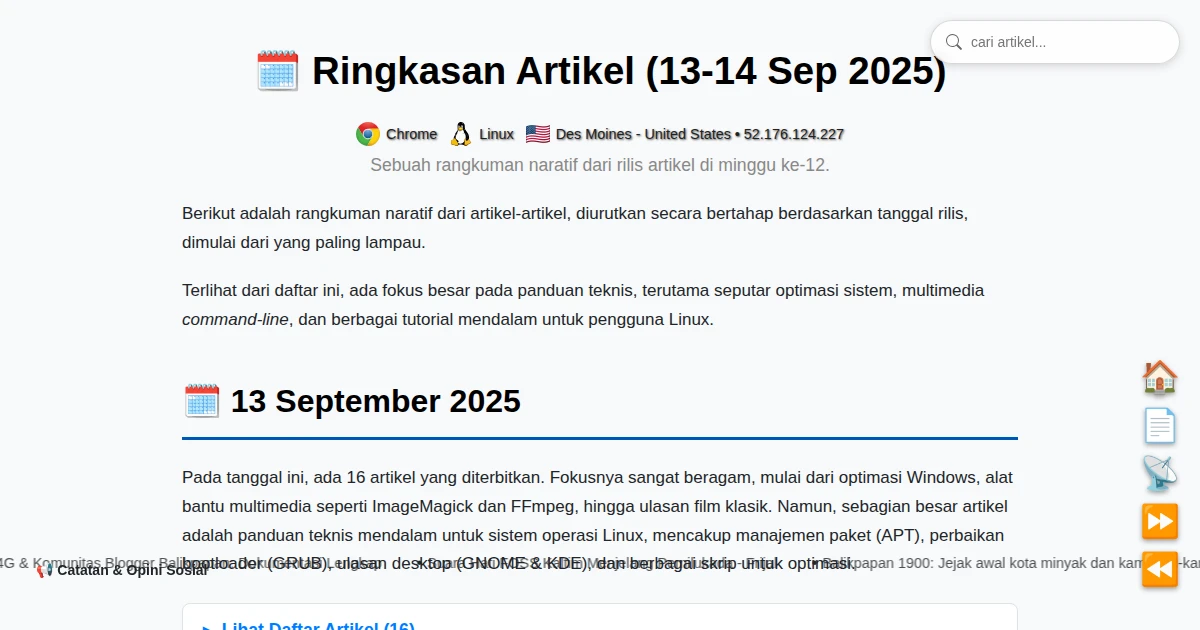 cari artikel...
Ringkasan Artikel (13-14 Sep 2025)
Chrome Linux Des Moines - United States • 52.176.124.227
Sebuah rangkuman naratif dari rilis artikel di minggu ke-12.
Berikut adalah rangkuman naratif dari artikel-artikel, diurutkan secara bertahap berdasarkan tanggal rilis,
dimulai dari yang paling lampau.
Terlihat dari daftar ini, ada fokus besar pada panduan teknis, terutama seputar optimasi sistem, multimedia
command-line, dan berbagai tutorial mendalam untuk pengguna Linux.
13 September 2025
Pada tanggal ini, ada 16 artikel yang diterbitkan. Fokusnya sangat beragam, mulai dari optimasi Windows, alat
bantu multimedia seperti ImageMagick dan FFmpeg, hingga ulasan film klasik. Namun, sebagian besar artikel
adalah panduan teknis mendalam untuk sistem operasi Linux, mencakup manajemen paket (APT), perbaikan
bootloader (GRUB), ulasan desktop (GNOME & KDE), dan berbagai skrip untuk optimasi.
4G & Komunitas Blogger Balikpapan: Dokumentasi Lengkap
Balikpapan 1900: Jejak awal kota minyak dan
Catatan & Opini Sosial
Lihat Daftar Artikel (16)